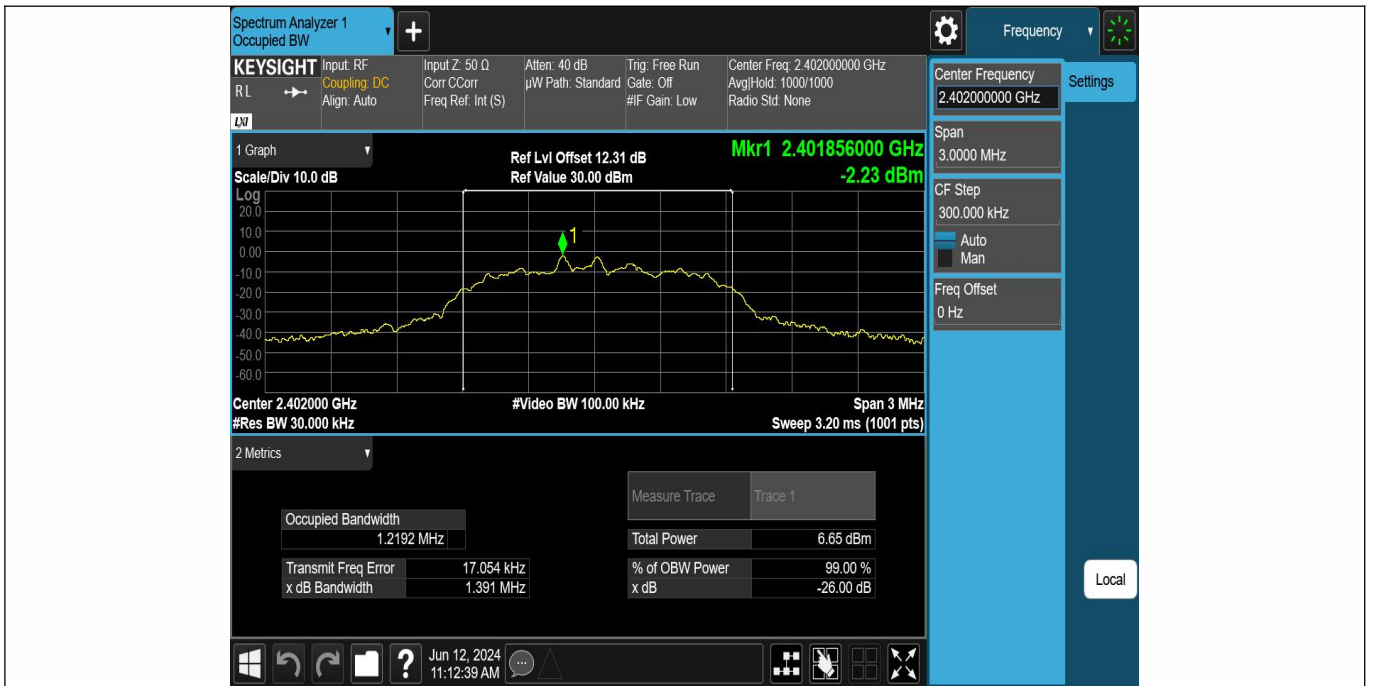 Spectrum Analyzer 1
Occupied BW
+
Frequency
KEYSIGHT
RL
LXI
Input: RF
Coupling: DC
Align: Auto
Input Z: 50 Ω
Corr CCorr
Freq Ref: Int (S)
Atten: 40 dB
µW Path: Standard
Trig: Free Run
Gate: Off
#IF Gain: Low
Center Freq: 2.402000000 GHz
Avg|Hold: 1000/1000
Radio Std: None
Center Frequency
2.402000000 GHz
Settings
Span
3.0000 MHz
CF Step
300.000 kHz
Auto
Man
Freq Offset
0 Hz
Local
1 Graph
Scale/Div 10.0 dB
Ref Lvl Offset 12.31 dB
Ref Value 30.00 dBm
Mkr1 2.401856000 GHz
-2.23 dBm
Log
20.0
10.0
0.00
-10.0
-20.0
-30.0
-40.0
-50.0
-60.0
1
Center 2.402000 GHz
#Video BW 100.00 kHz
Span 3 MHz
#Res BW 30.000 kHz
Sweep 3.20 ms (1001 pts)
2 Metrics
Measure Trace Trace 1
Occupied Bandwidth
1.2192 MHz
Total Power 6.65 dBm
Transmit Freq Error 17.054 kHz
% of OBW Power 99.00 %
x dB Bandwidth 1.391 MHz
x dB -26.00 dB
?
Jun 12, 2024
11:12:39 AM